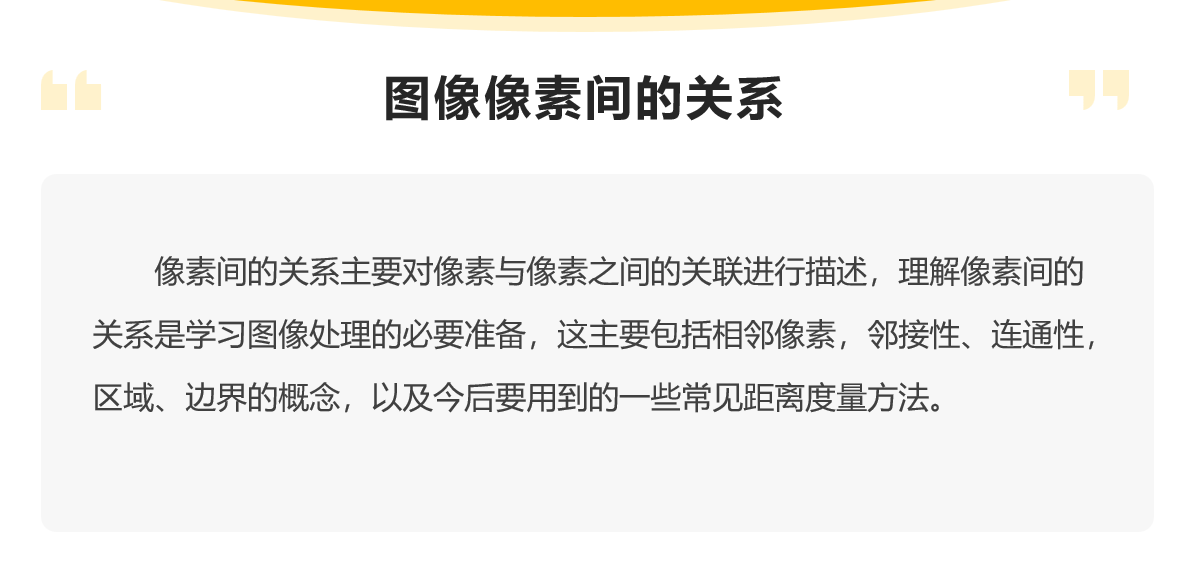 图像像素间的关系
像素间的关系主要对像素与像素之间的关联进行描述，理解像素间的
关系是学习图像处理的必要准备，这主要包括相邻像素，邻接性、连通性，
区域、边界的概念，以及今后要用到的一些常见距离度量方法。